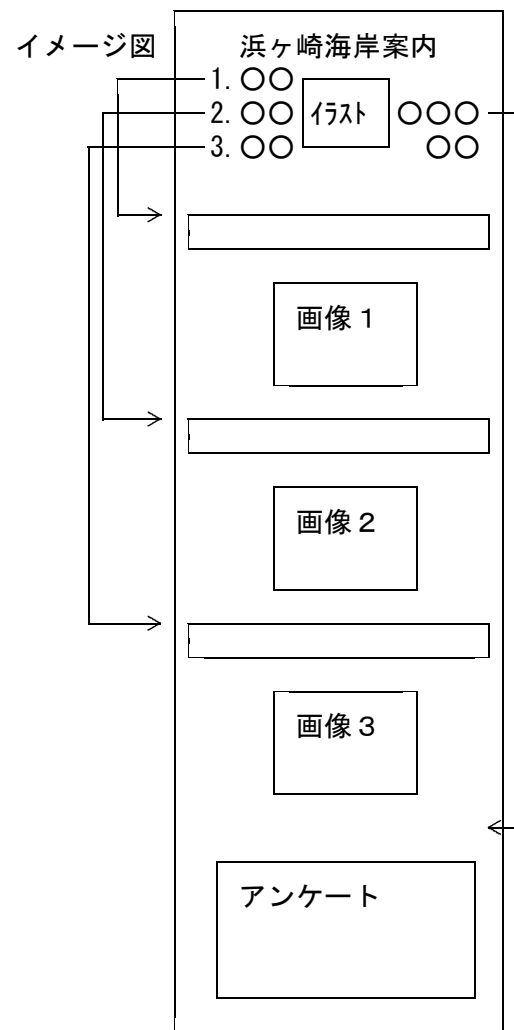 イメージ図
浜ヶ崎海岸案内
1. ○○
2. ○○
3. ○○
ｲﾗｽﾄ
○○○
○○
画像１
画像２
画像３
アンケート